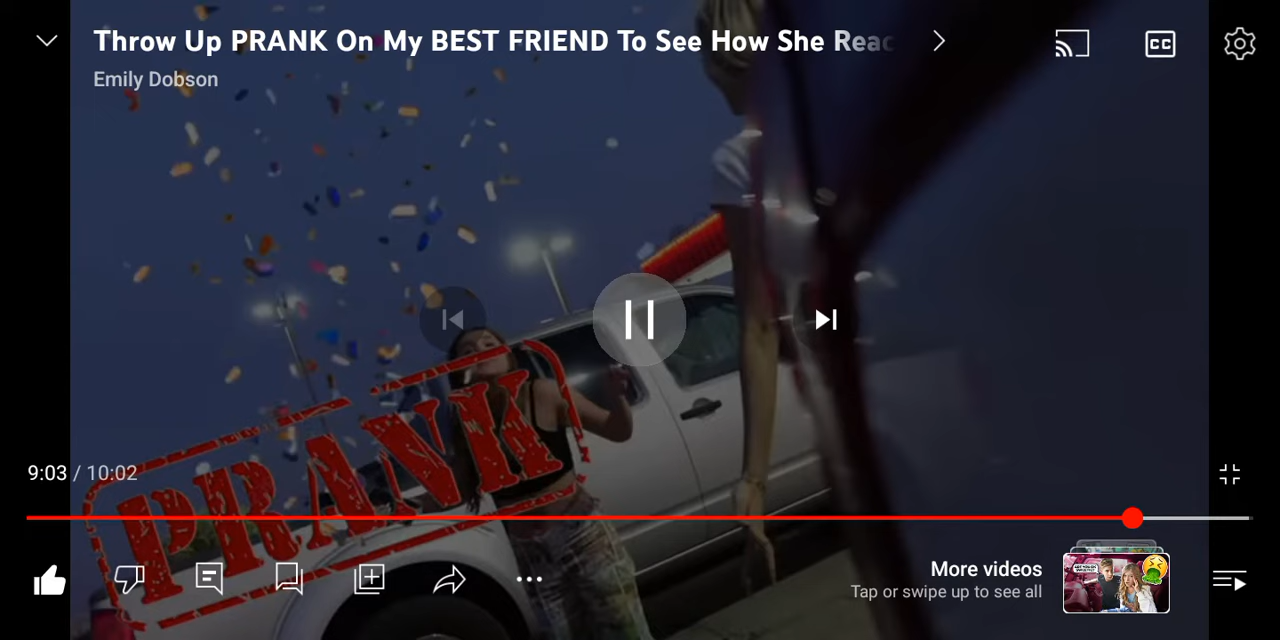 Throw Up PRANK On My BEST FRIEND To See How She Reac
Emily Dobson
CC
PRANK
9:03 / 10:02
More videos
Tap or swipe up to see all